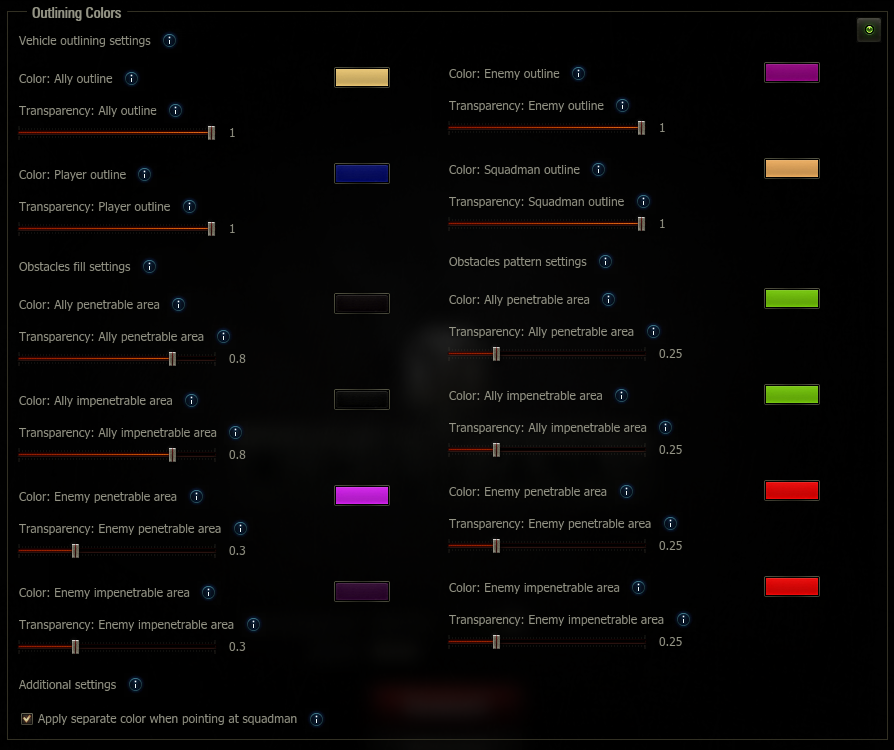 Outlining Colors
Vehicle outlining settings
Color: Ally outline
Transparency: Ally outline
1
Color: Enemy outline
Transparency: Enemy outline
1
Color: Player outline
Transparency: Player outline
1
Color: Squadman outline
Transparency: Squadman outline
1
Obstacles fill settings
Color: Ally penetrable area
Transparency: Ally penetrable area
0.8
Color: Ally impenetrable area
Transparency: Ally impenetrable area
0.8
Color: Enemy penetrable area
Transparency: Enemy penetrable area
0.3
Color: Enemy impenetrable area
Transparency: Enemy impenetrable area
0.3
Obstacles pattern settings
Color: Ally penetrable area
Transparency: Ally penetrable area
0.25
Color: Ally impenetrable area
Transparency: Ally impenetrable area
0.25
Color: Enemy penetrable area
Transparency: Enemy penetrable area
0.25
Color: Enemy impenetrable area
Transparency: Enemy impenetrable area
0.25
Additional settings
Apply separate color when pointing at squadman